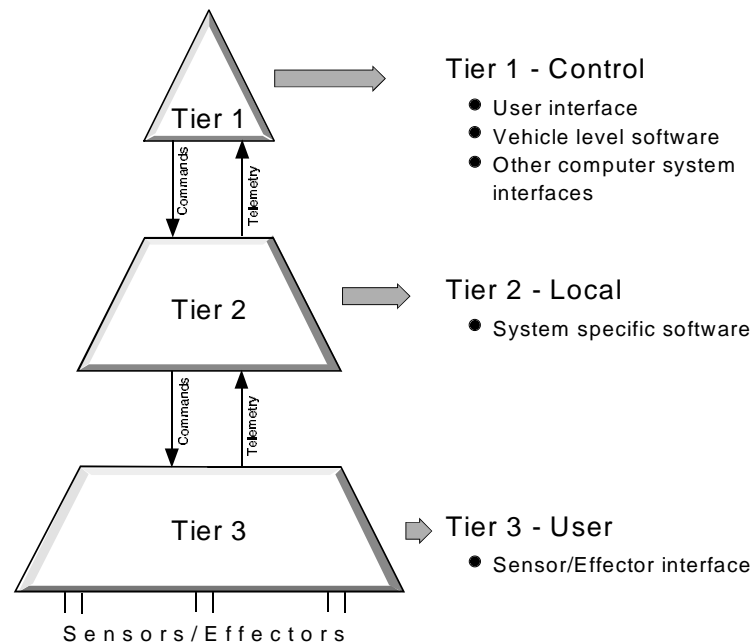 Tier 1
Commands
Telemetry
Tier 2
Commands
Telemetry
Tier 3
Sensors/Effectors
Tier 1 - Control
● User interface
● Vehicle level software
● Other computer system
interfaces
Tier 2 - Local
● System specific software
Tier 3 - User
● Sensor/Effector interface